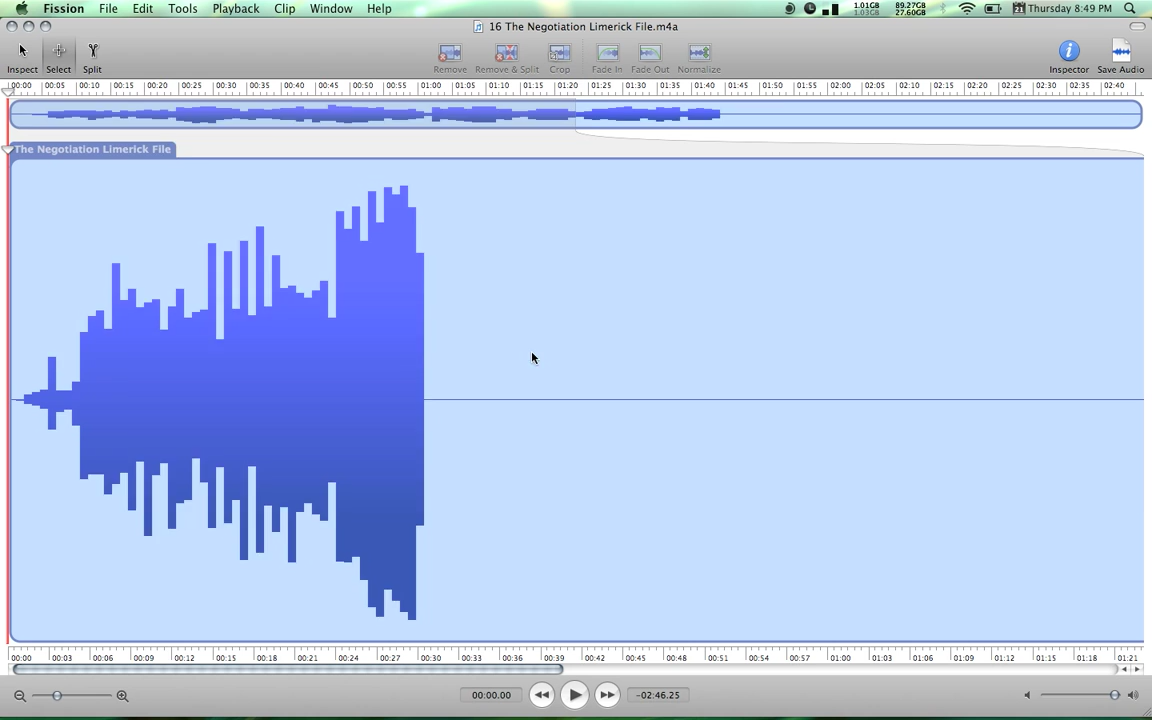 Fission File Edit Tools Playback Clip Window Help 1.01GB 1.03GB 89.27GB 27.60GB 21 Thursday 8:49 PM
16 The Negotiation Limerick File.m4a
Inspect Select Split Remove Remove & Split Crop Fade In Fade Out Normalize Inspector Save Audio
00:00 00:05 00:10 00:15 00:20 00:25 00:30 00:35 00:40 00:45 00:50 00:55 01:00 01:05 01:10 01:15 01:20 01:25 01:30 01:35 01:40 01:45 01:50 01:55 02:00 02:05 02:10 02:15 02:20 02:25 02:30 02:35 02:40
The Negotiation Limerick File
00:00 00:03 00:06 00:09 00:12 00:15 00:18 00:21 00:24 00:27 00:30 00:33 00:36 00:39 00:42 00:45 00:48 00:51 00:54 00:57 01:00 01:03 01:06 01:09 01:12 01:15 01:18 01:21
00:00.00 -02:46.25